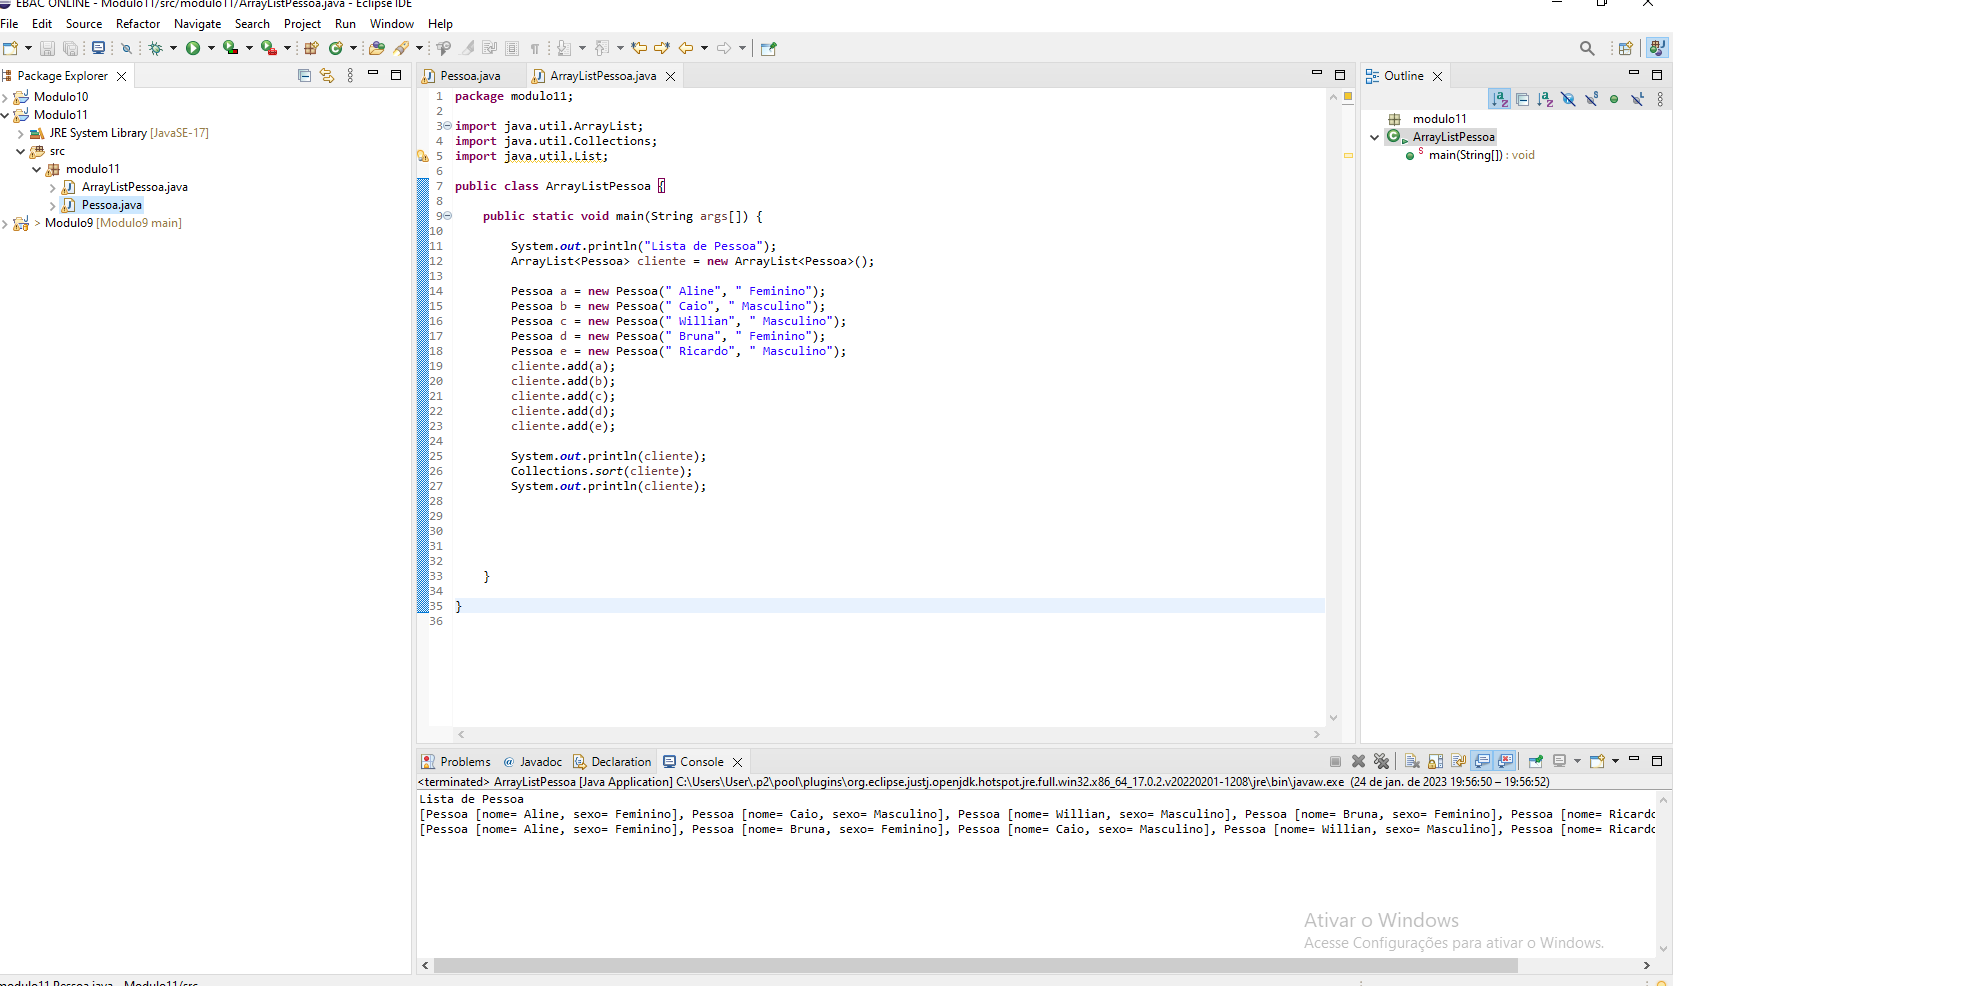 EBAC ONLINE - Modulo11/src/modulo11/ArrayListPessoa.java - Eclipse IDE
File Edit Source Refactor Navigate Search Project Run Window Help
Package Explorer
Modulo10
Modulo11
JRE System Library [JavaSE-17]
src
modulo11
ArrayListPessoa.java
Pessoa.java
> Modulo9 [Modulo9 main]
Pessoa.java
ArrayListPessoa.java
1 package modulo11;
2
3 import java.util.ArrayList;
4 import java.util.Collections;
5 import java.util.List;
6
7 public class ArrayListPessoa {
8
9 public static void main(String args[]) {
10
11 System.out.println("Lista de Pessoa");
12 ArrayList<Pessoa> cliente = new ArrayList<Pessoa>();
13
14 Pessoa a = new Pessoa(" Aline", " Feminino");
15 Pessoa b = new Pessoa(" Caio", " Masculino");
16 Pessoa c = new Pessoa(" Willian", " Masculino");
17 Pessoa d = new Pessoa(" Bruna", " Feminino");
18 Pessoa e = new Pessoa(" Ricardo", " Masculino");
19 cliente.add(a);
20 cliente.add(b);
21 cliente.add(c);
22 cliente.add(d);
23 cliente.add(e);
24
25 System.out.println(cliente);
26 Collections.sort(cliente);
27 System.out.println(cliente);
28
29
30
31
32
33 }
34
35 }
36
Outline
modulo11
ArrayListPessoa
main(String[]) : void
Problems @ Javadoc Declaration Console
<terminated> ArrayListPessoa [Java Application] C:\Users\User\.p2\pool\plugins\org.eclipse.justj.openjdk.hotspot.jre.full.win32.x86_64_17.0.2.v20220201-1208\jre\bin\javaw.exe (24 de jan. de 2023 19:56:50 – 19:56:52)
Lista de Pessoa
[Pessoa [nome= Aline, sexo= Feminino], Pessoa [nome= Caio, sexo= Masculino], Pessoa [nome= Willian, sexo= Masculino], Pessoa [nome= Bruna, sexo= Feminino], Pessoa [nome= Ricardo
[Pessoa [nome= Aline, sexo= Feminino], Pessoa [nome= Bruna, sexo= Feminino], Pessoa [nome= Caio, sexo= Masculino], Pessoa [nome= Willian, sexo= Masculino], Pessoa [nome= Ricardo
Ativar o Windows
Acesse Configurações para ativar o Windows.
modulo11.Pessoa.java - Modulo11/src